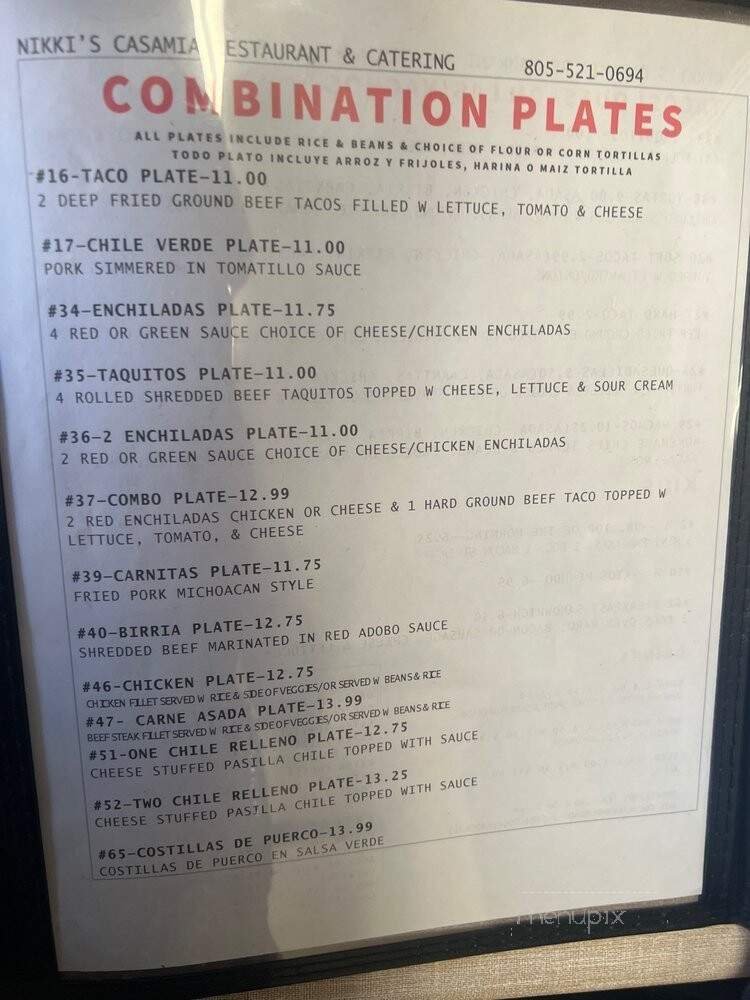 NIKKI'S CASAMIA RESTAURANT & CATERING 805-521-0694
COMBINATION PLATES
ALL PLATES INCLUDE RICE & BEANS & CHOICE OF FLOUR OR CORN TORTILLAS
TODO PLATO INCLUYE ARROZ Y FRIJOLES, HARINA O MAIZ TORTILLA
#16-TACO PLATE-11.00
2 DEEP FRIED GROUND BEEF TACOS FILLED W LETTUCE, TOMATO & CHEESE
#17-CHILE VERDE PLATE-11.00
PORK SIMMERED IN TOMATILLO SAUCE
#34-ENCHILADAS PLATE-11.75
4 RED OR GREEN SAUCE CHOICE OF CHEESE/CHICKEN ENCHILADAS
#35-TAQUITOS PLATE-11.00
4 ROLLED SHREDDED BEEF TAQUITOS TOPPED W CHEESE, LETTUCE & SOUR CREAM
#36-2 ENCHILADAS PLATE-11.00
2 RED OR GREEN SAUCE CHOICE OF CHEESE/CHICKEN ENCHILADAS
#37-COMBO PLATE-12.99
2 RED ENCHILADAS CHICKEN OR CHEESE & 1 HARD GROUND BEEF TACO TOPPED W
LETTUCE, TOMATO, & CHEESE
#39-CARNITAS PLATE-11.75
FRIED PORK MICHOACAN STYLE
#40-BIRRIA PLATE-12.75
SHREDDED BEEF MARINATED IN RED ADOBO SAUCE
#46-CHICKEN PLATE-12.75
CHICKEN FILLET SERVED W RICE & SIDE OF VEGGIES/OR SERVED W BEANS & RICE
#47- CARNE ASADA PLATE-13.99
BEEF STEAK FILLET SERVED W RICE & SIDE OF VEGGIES/OR SERVED W BEANS & RICE
#51-ONE CHILE RELLENO PLATE-12.75
CHEESE STUFFED PASILLA CHILE TOPPED WITH SAUCE
#52-TWO CHILE RELLENO PLATE-13.25
CHEESE STUFFED PASILLA CHILE TOPPED WITH SAUCE
#65-COSTILLAS DE PUERCO-13.99
COSTILLAS DE PUERCO EN SALSA VERDE
menupix